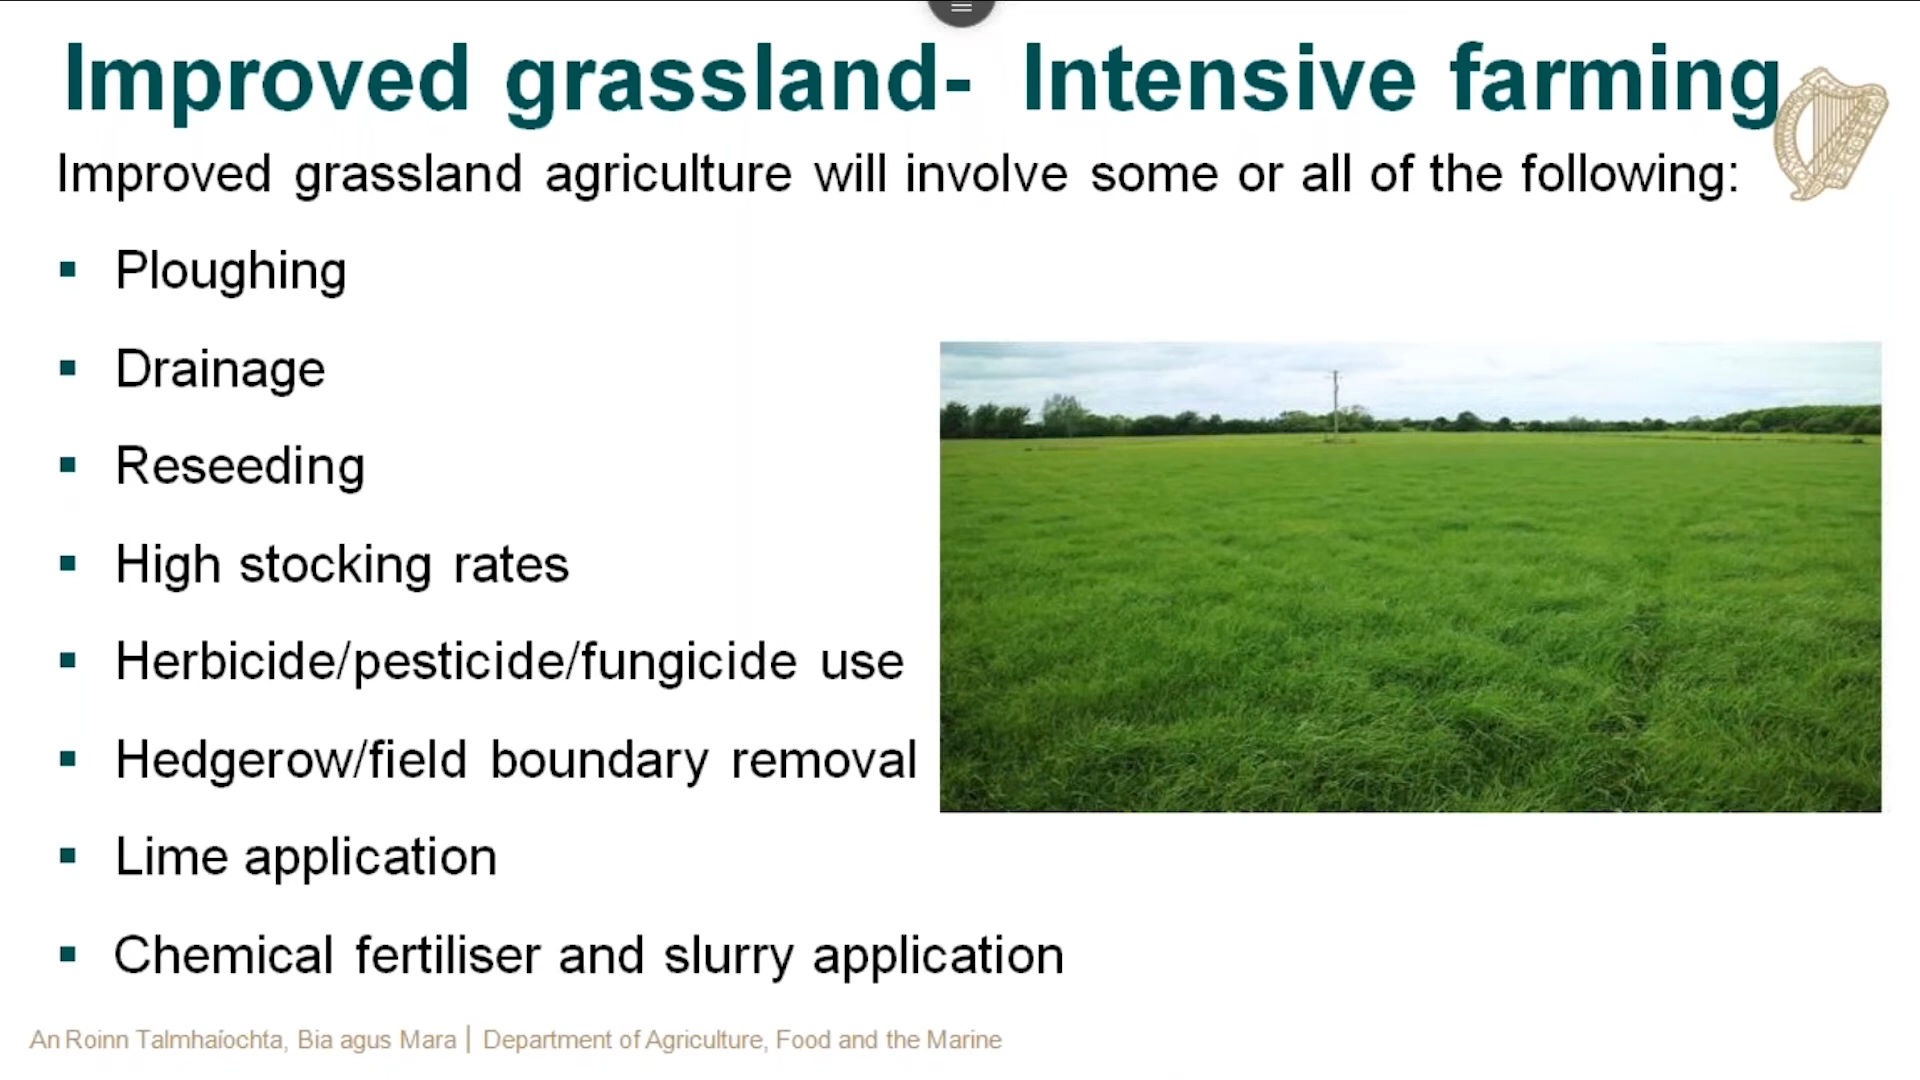 Improved grassland- Intensive farming
Improved grassland agriculture will involve some or all of the following:
▪ Ploughing
▪ Drainage
▪ Reseeding
▪ High stocking rates
▪ Herbicide/pesticide/fungicide use
▪ Hedgerow/field boundary removal
▪ Lime application
▪ Chemical fertiliser and slurry application
An Roinn Talmhaíochta, Bia agus Mara | Department of Agriculture, Food and the Marine